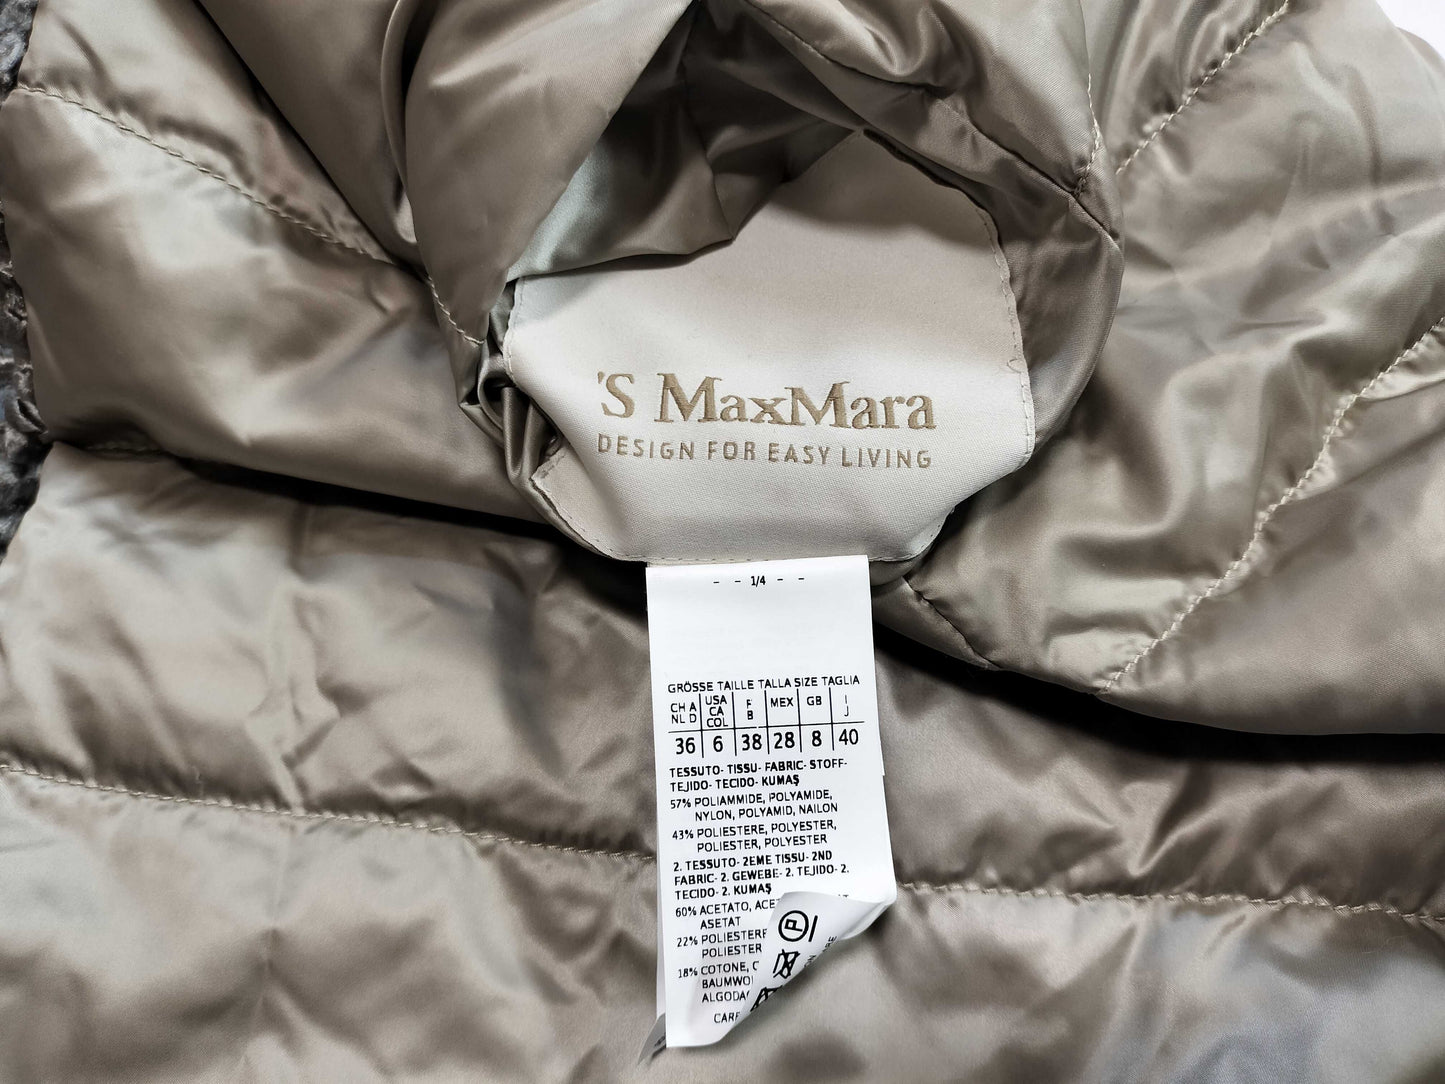 'S MaxMara
DESIGN FOR EASY LIVING
- - 1/4 - -
GRÖSSE TAILLE TALLA SIZE TAGLIA
CH A NL D USA CA COL F B MEX GB I J
36 6 38 28 8 40
TESSUTO- TISSU- FABRIC- STOFF-
TEJIDO- TECIDO- KUMAŞ
57% POLIAMMIDE, POLYAMIDE,
NYLON, POLYAMID, NAILON
43% POLIESTERE, POLYESTER,
POLIESTER, POLYESTER
2. TESSUTO- 2EME TISSU- 2ND
FABRIC- 2. GEWEBE- 2. TEJIDO- 2.
TECIDO- 2. KUMAŞ
60% ACETATO,
ASETAT
22% POLIESTERE
POLIESTER
18% COTONE,
P